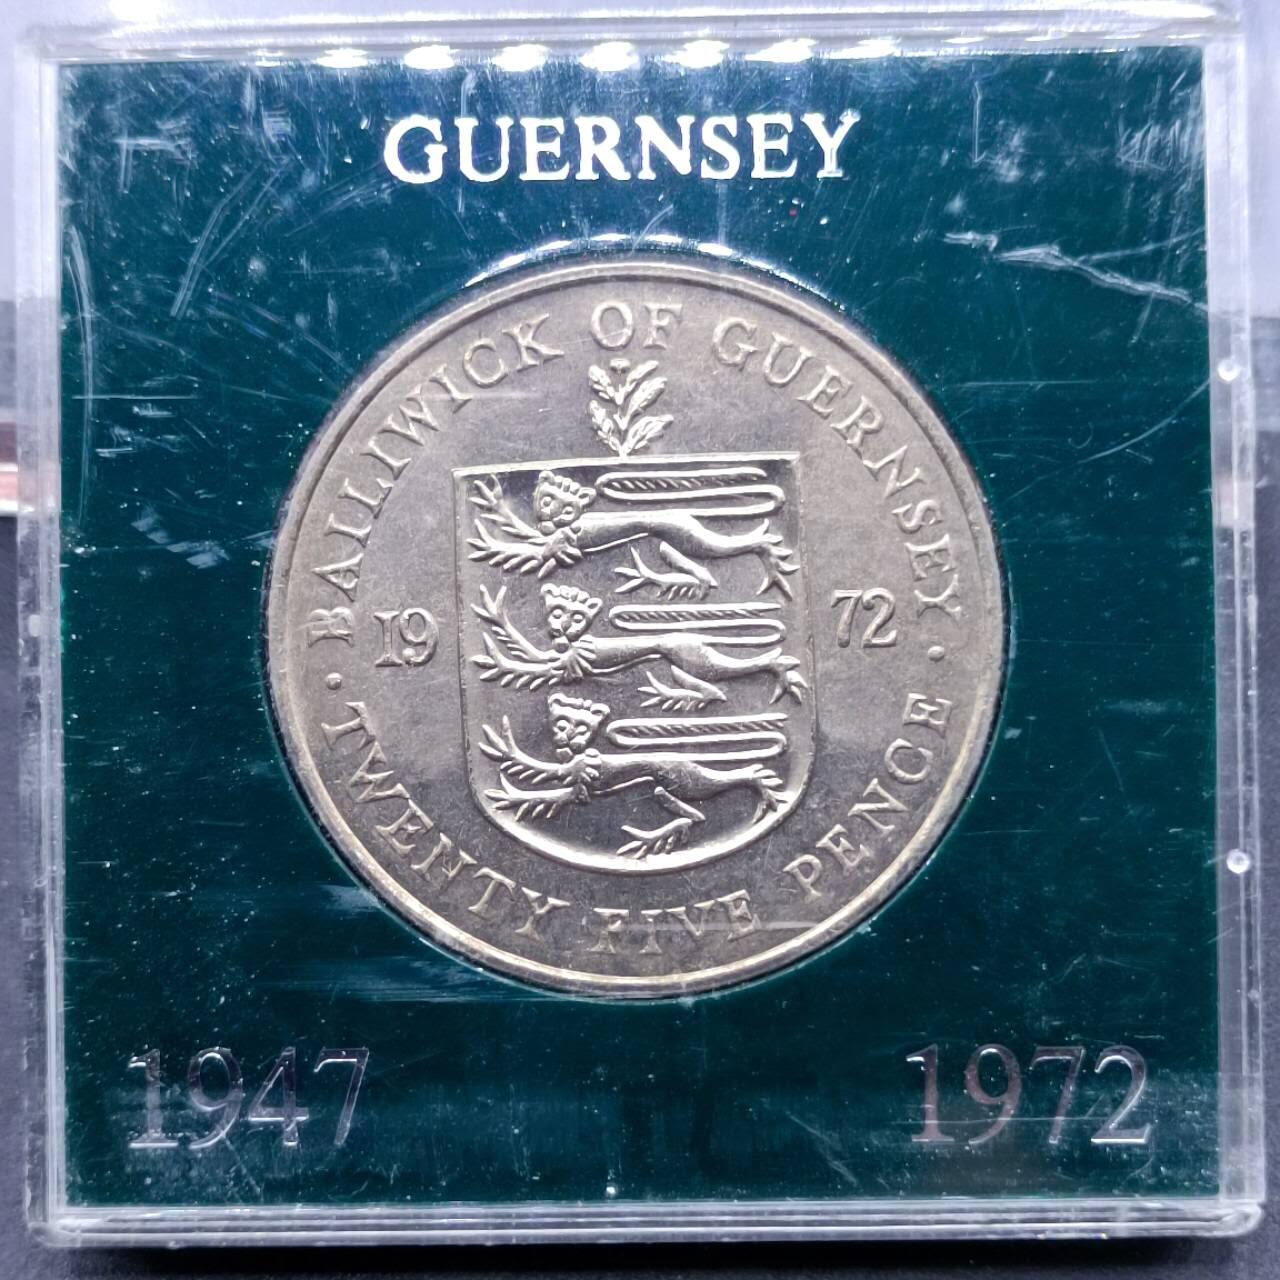 GUERNSEY
BAILIWICK OF GUERNSEY
19 72
· TWENTY FIVE PENCE ·
1947 1972